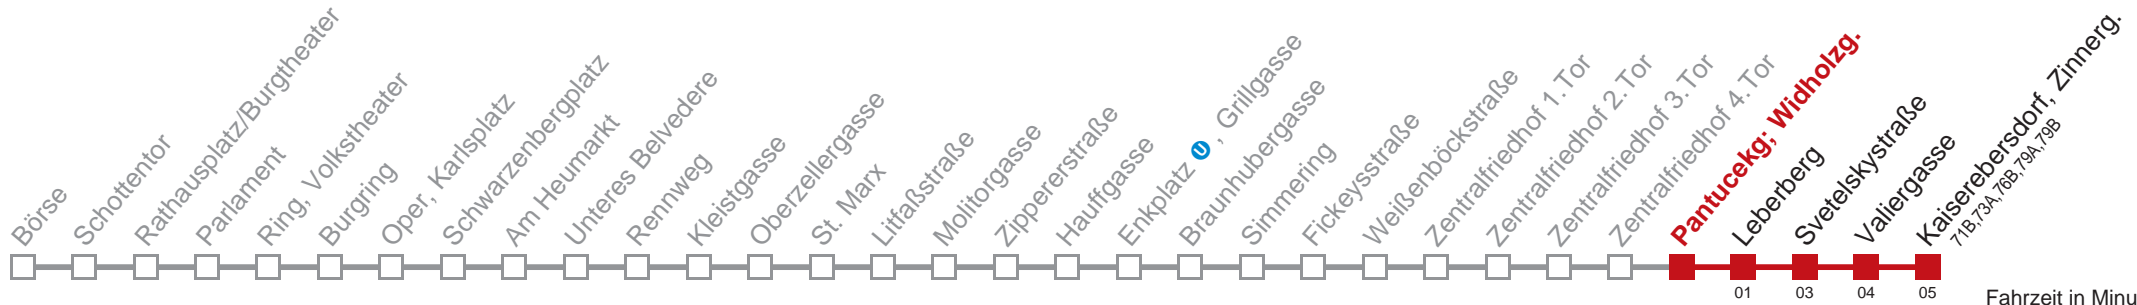 Börse
Schottentor
Rathausplatz/Burgtheater
Parlament
Ring, Volkstheater
Burgring
Oper, Karlsplatz
Schwarzenbergplatz
Am Heumarkt
Unteres Belvedere
Rennweg
Kleistgasse
Oberzellergasse
St. Marx
Litfaßstraße
Molitorgasse
Zippererstraße
Hauffgasse
Enkplatz U, Grillgasse
Braunhubergasse
Simmering
Fickeysstraße
Weißenböckstraße
Zentralfriedhof 1.Tor
Zentralfriedhof 2.Tor
Zentralfriedhof 3.Tor
Zentralfriedhof 4.Tor
Pantucekg; Widholzg.
Leberberg
Svetelskystraße
Valiergasse
Kaiserebersdorf, Zinnerg.
71B,73A,76B,79A,79B
01 03 04 05
Fahrzeit in Minu